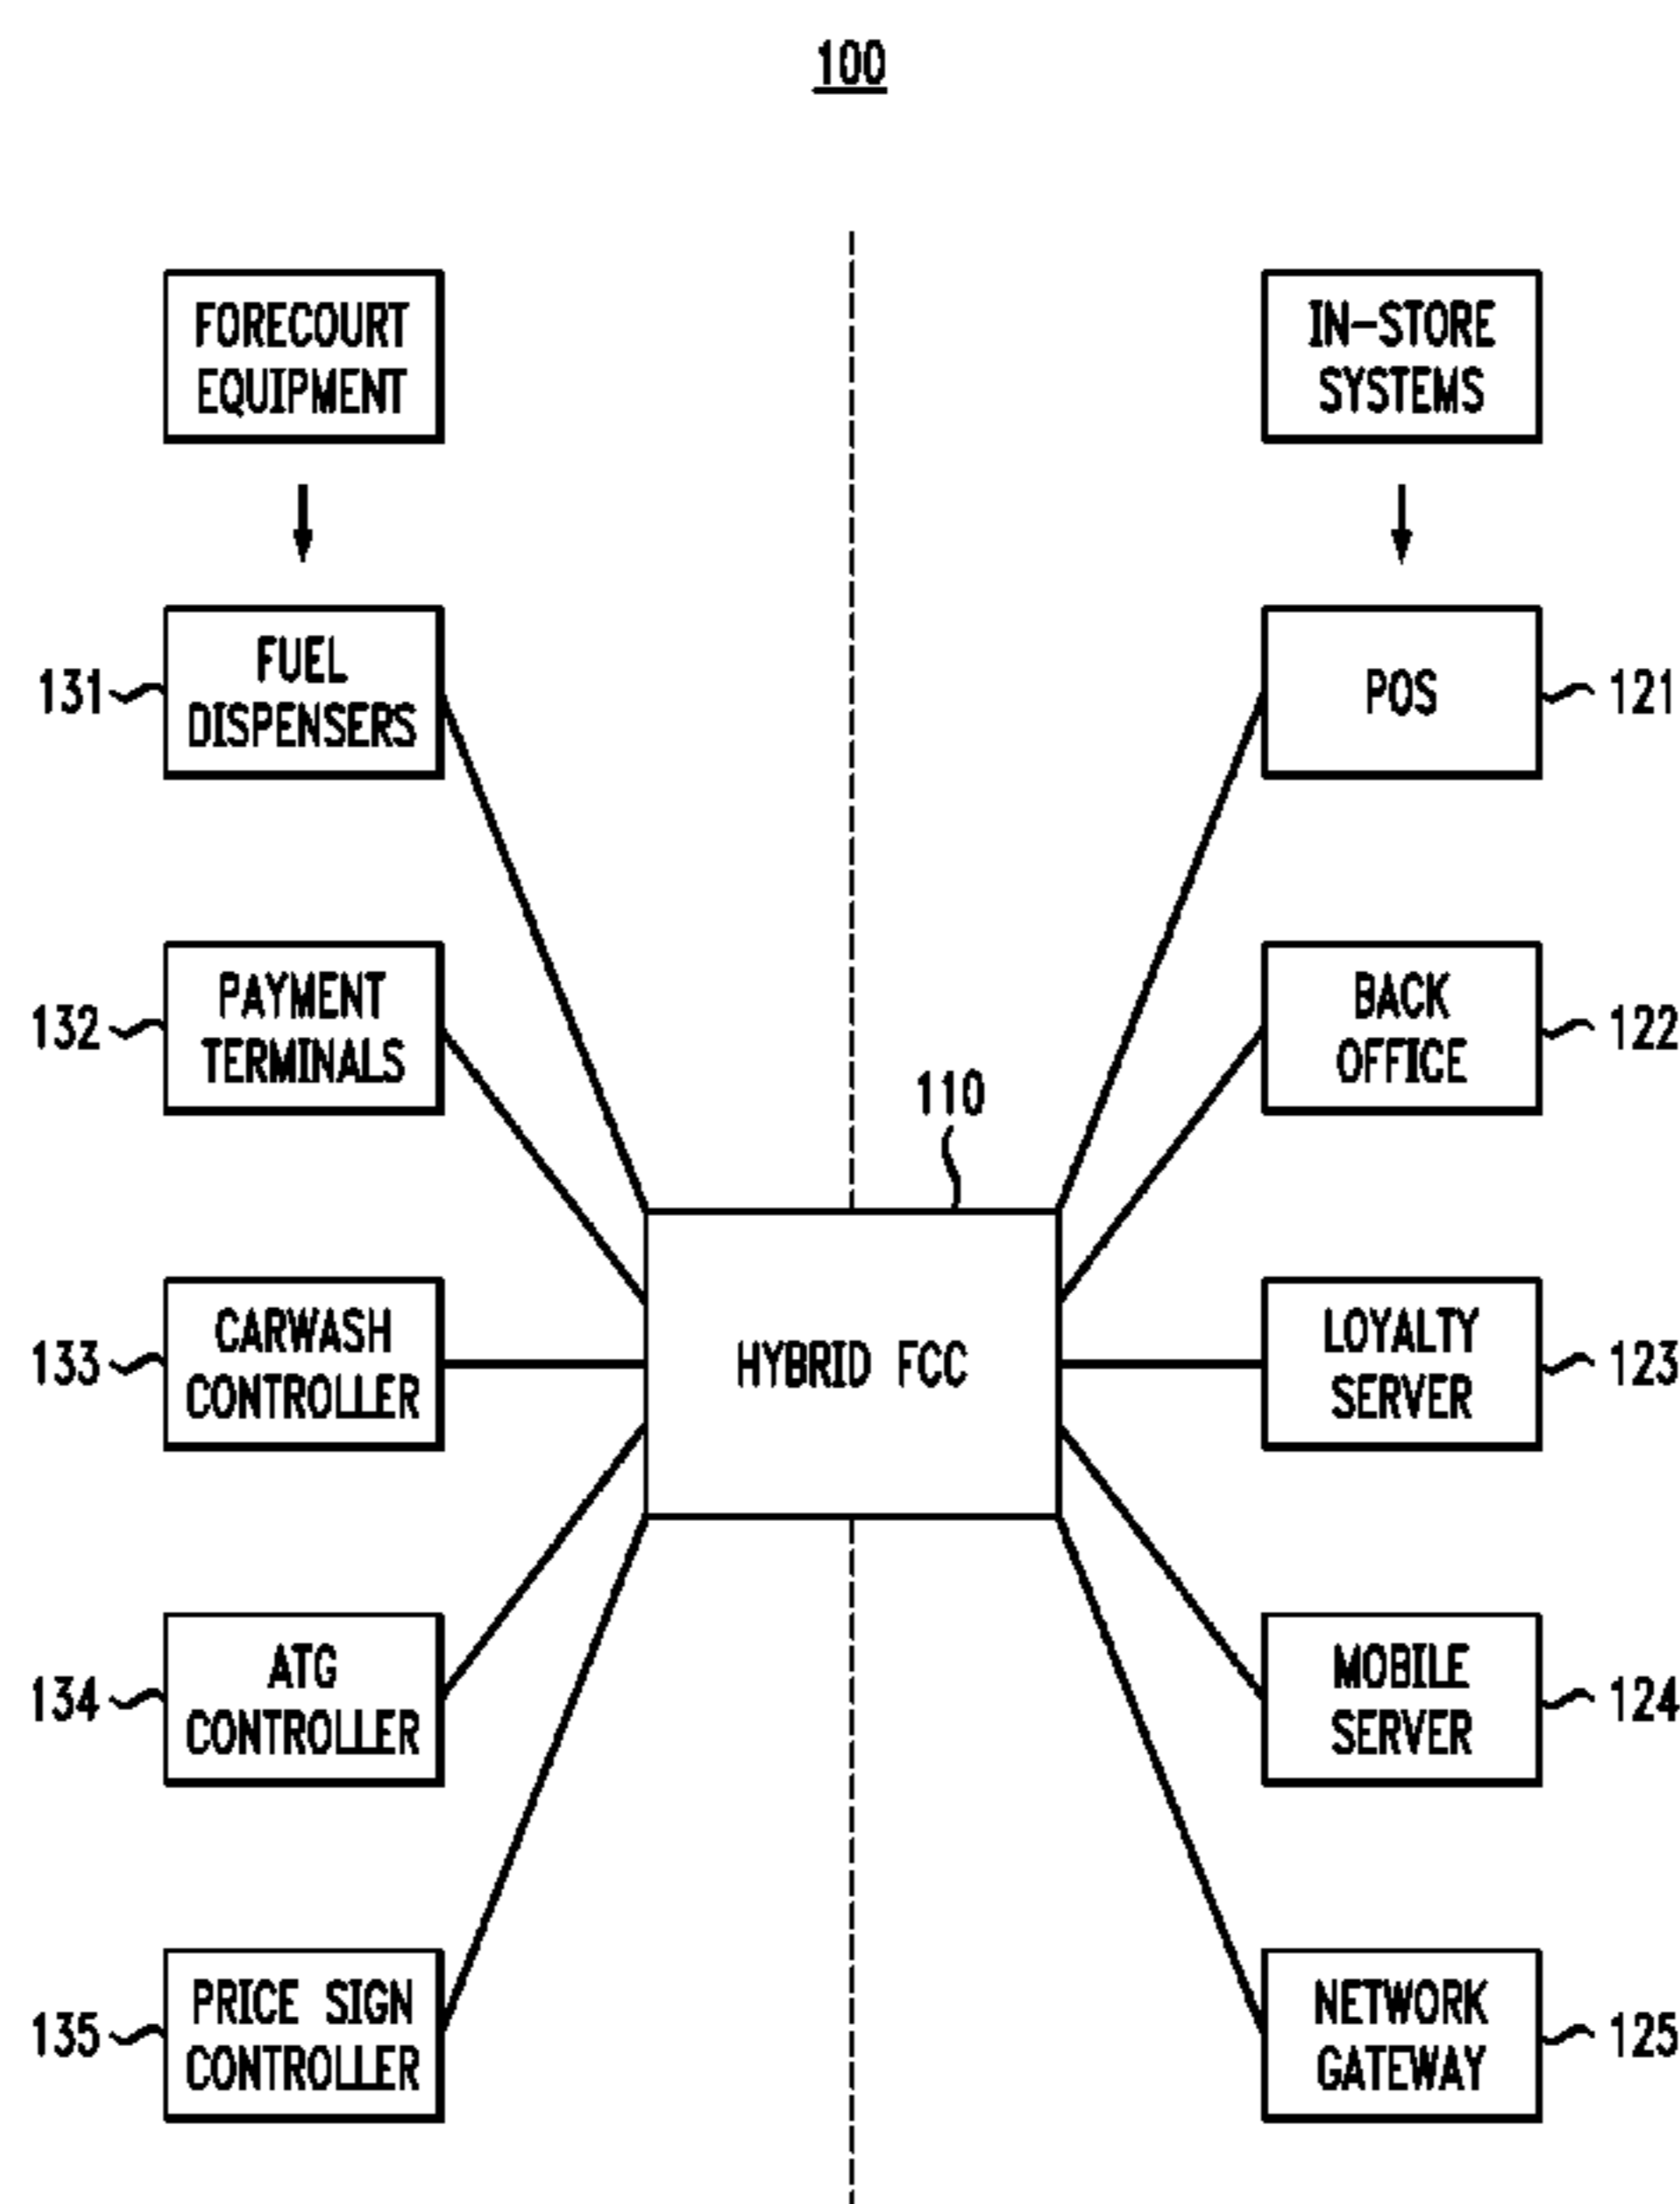 100
FORECOURT
EQUIPMENT
IN-STORE
SYSTEMS
131
FUEL
DISPENSERS
POS
121
132
PAYMENT
TERMINALS
BACK
OFFICE
122
110
133
CARWASH
CONTROLLER
HYBRID FCC
LOYALTY
SERVER
123
134
ATG
CONTROLLER
MOBILE
SERVER
124
135
PRICE SIGN
CONTROLLER
NETWORK
GATEWAY
125